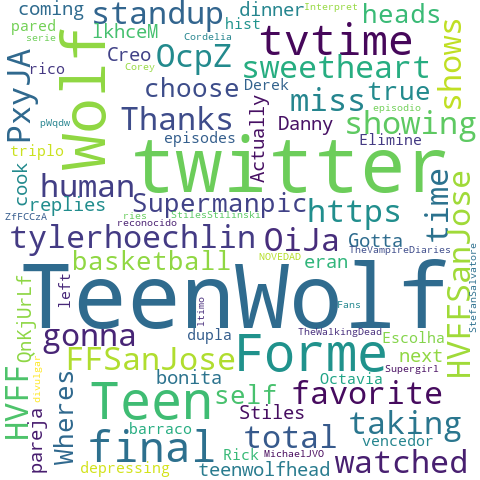 coming
standup
dinner
Interpret
heads
pared
hist
Cordelia
serie
lkhceM
tvtime
shows
Wolf
PxyJA
rico
Creo
OcpZ
Corey
sweetheart
choose
Derek
true
pWqdw
miss
episodio
Thanks
Danny
showing
triplo
episodes
Actually
Elimine
twitter
cook
human
Supermanpic
https
time
replies
ries
StilesStilinski
ZfFCCzA
reconocido
tylerhoechlin
OiJa
Gotta
TheVampireDiaries
HVFFSanJose
StefanSalvatore
basketball
NOVEDAD
eran
left
TeenWolf
QnKjUrLf
ltimo
Fans
gonna
TheWalkingDead
dupla
Forme
Escolha
HVFF
FFSanJose
next
divulgar
Wheres
bonita
Octavia
Supergirl
Teen
self
favorite
pareja
Stiles
taking
final
barraco
total
vencedor
Rick
MichaelJVO
watched
depressing
teenwolfhead